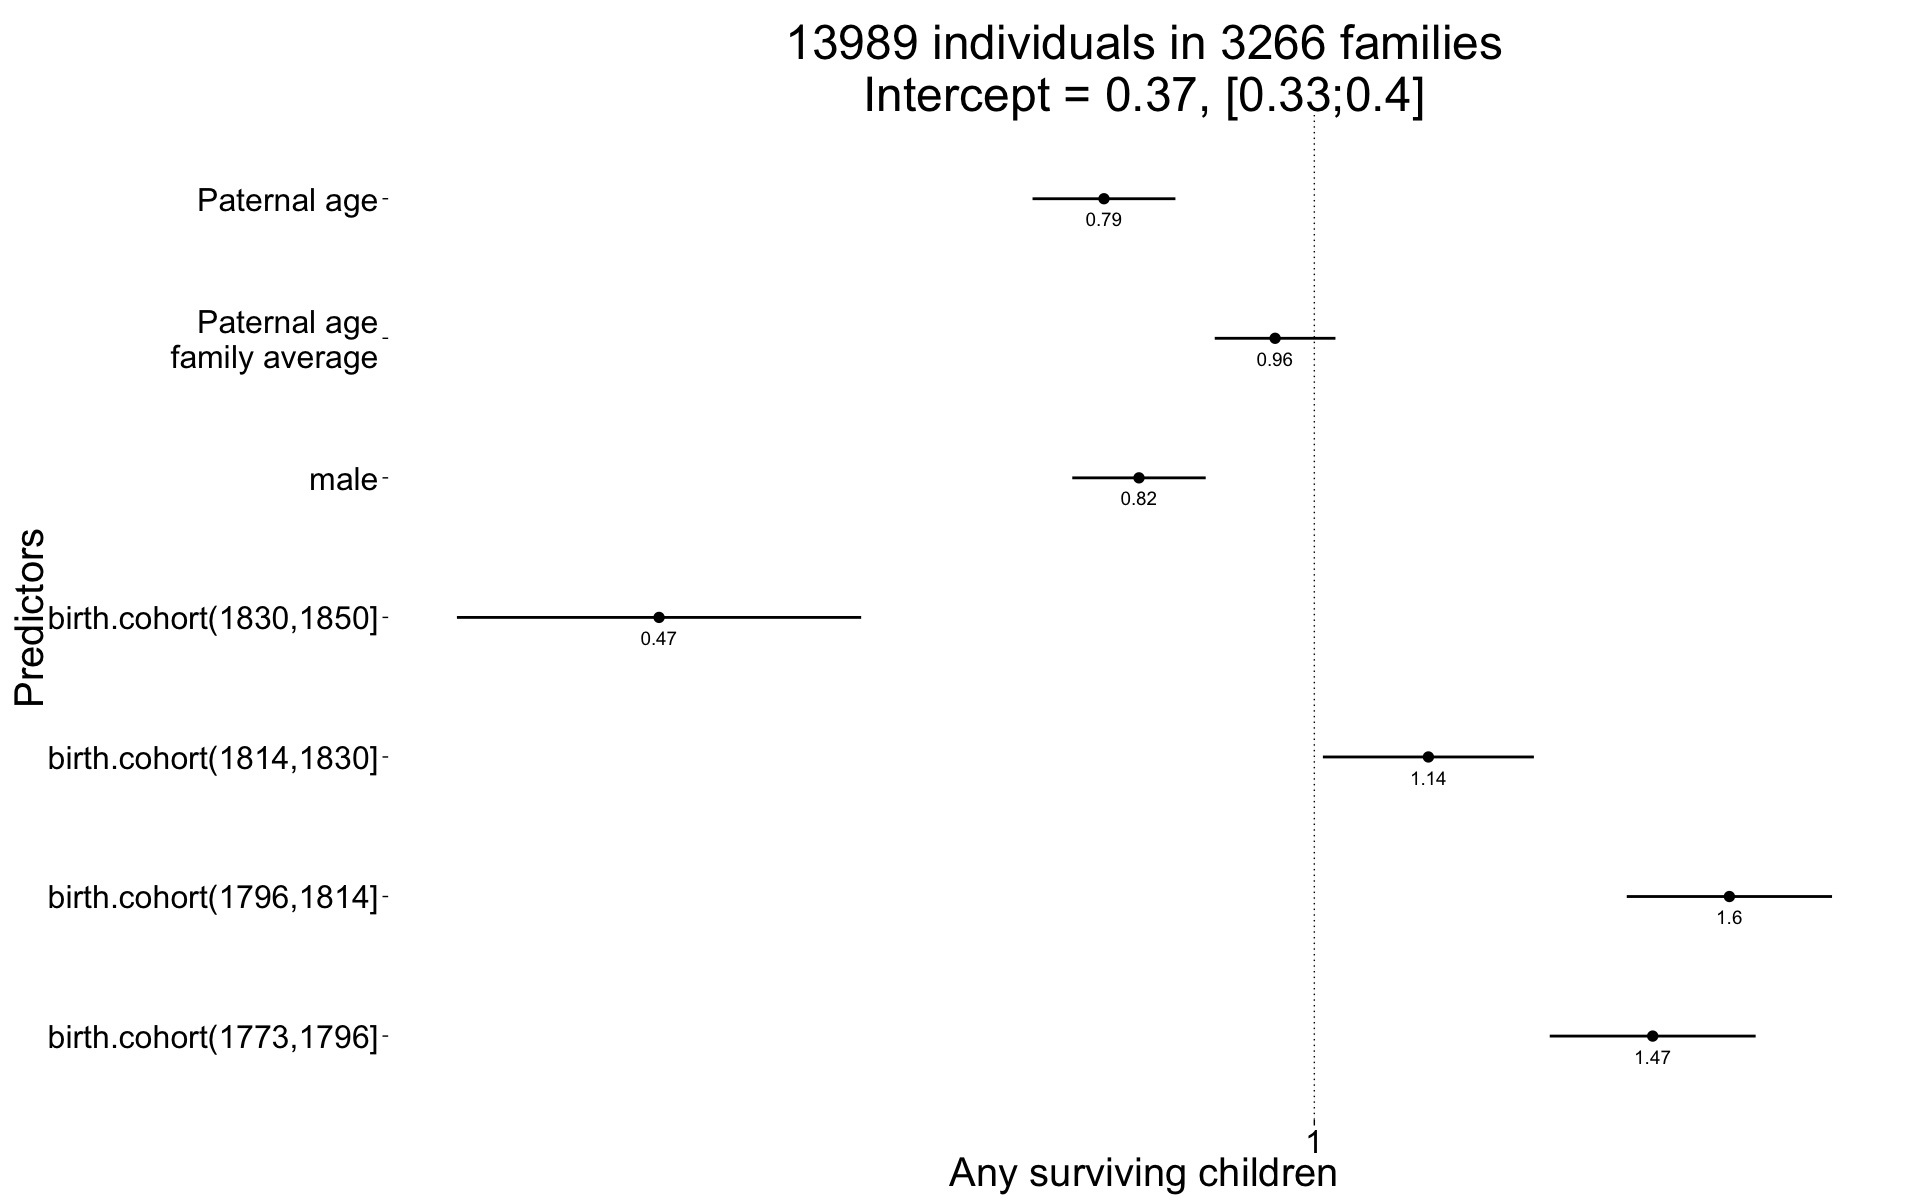 13989 individuals in 3266 families
Intercept = 0.37, [0.33;0.4]
Paternal age
0.79
Paternal age
family average
0.96
male
0.82
Predictors
birth.cohort(1830,1850]
0.47
birth.cohort(1814,1830]
1.14
birth.cohort(1796,1814]
1.6
birth.cohort(1773,1796]
1.47
1
Any surviving children